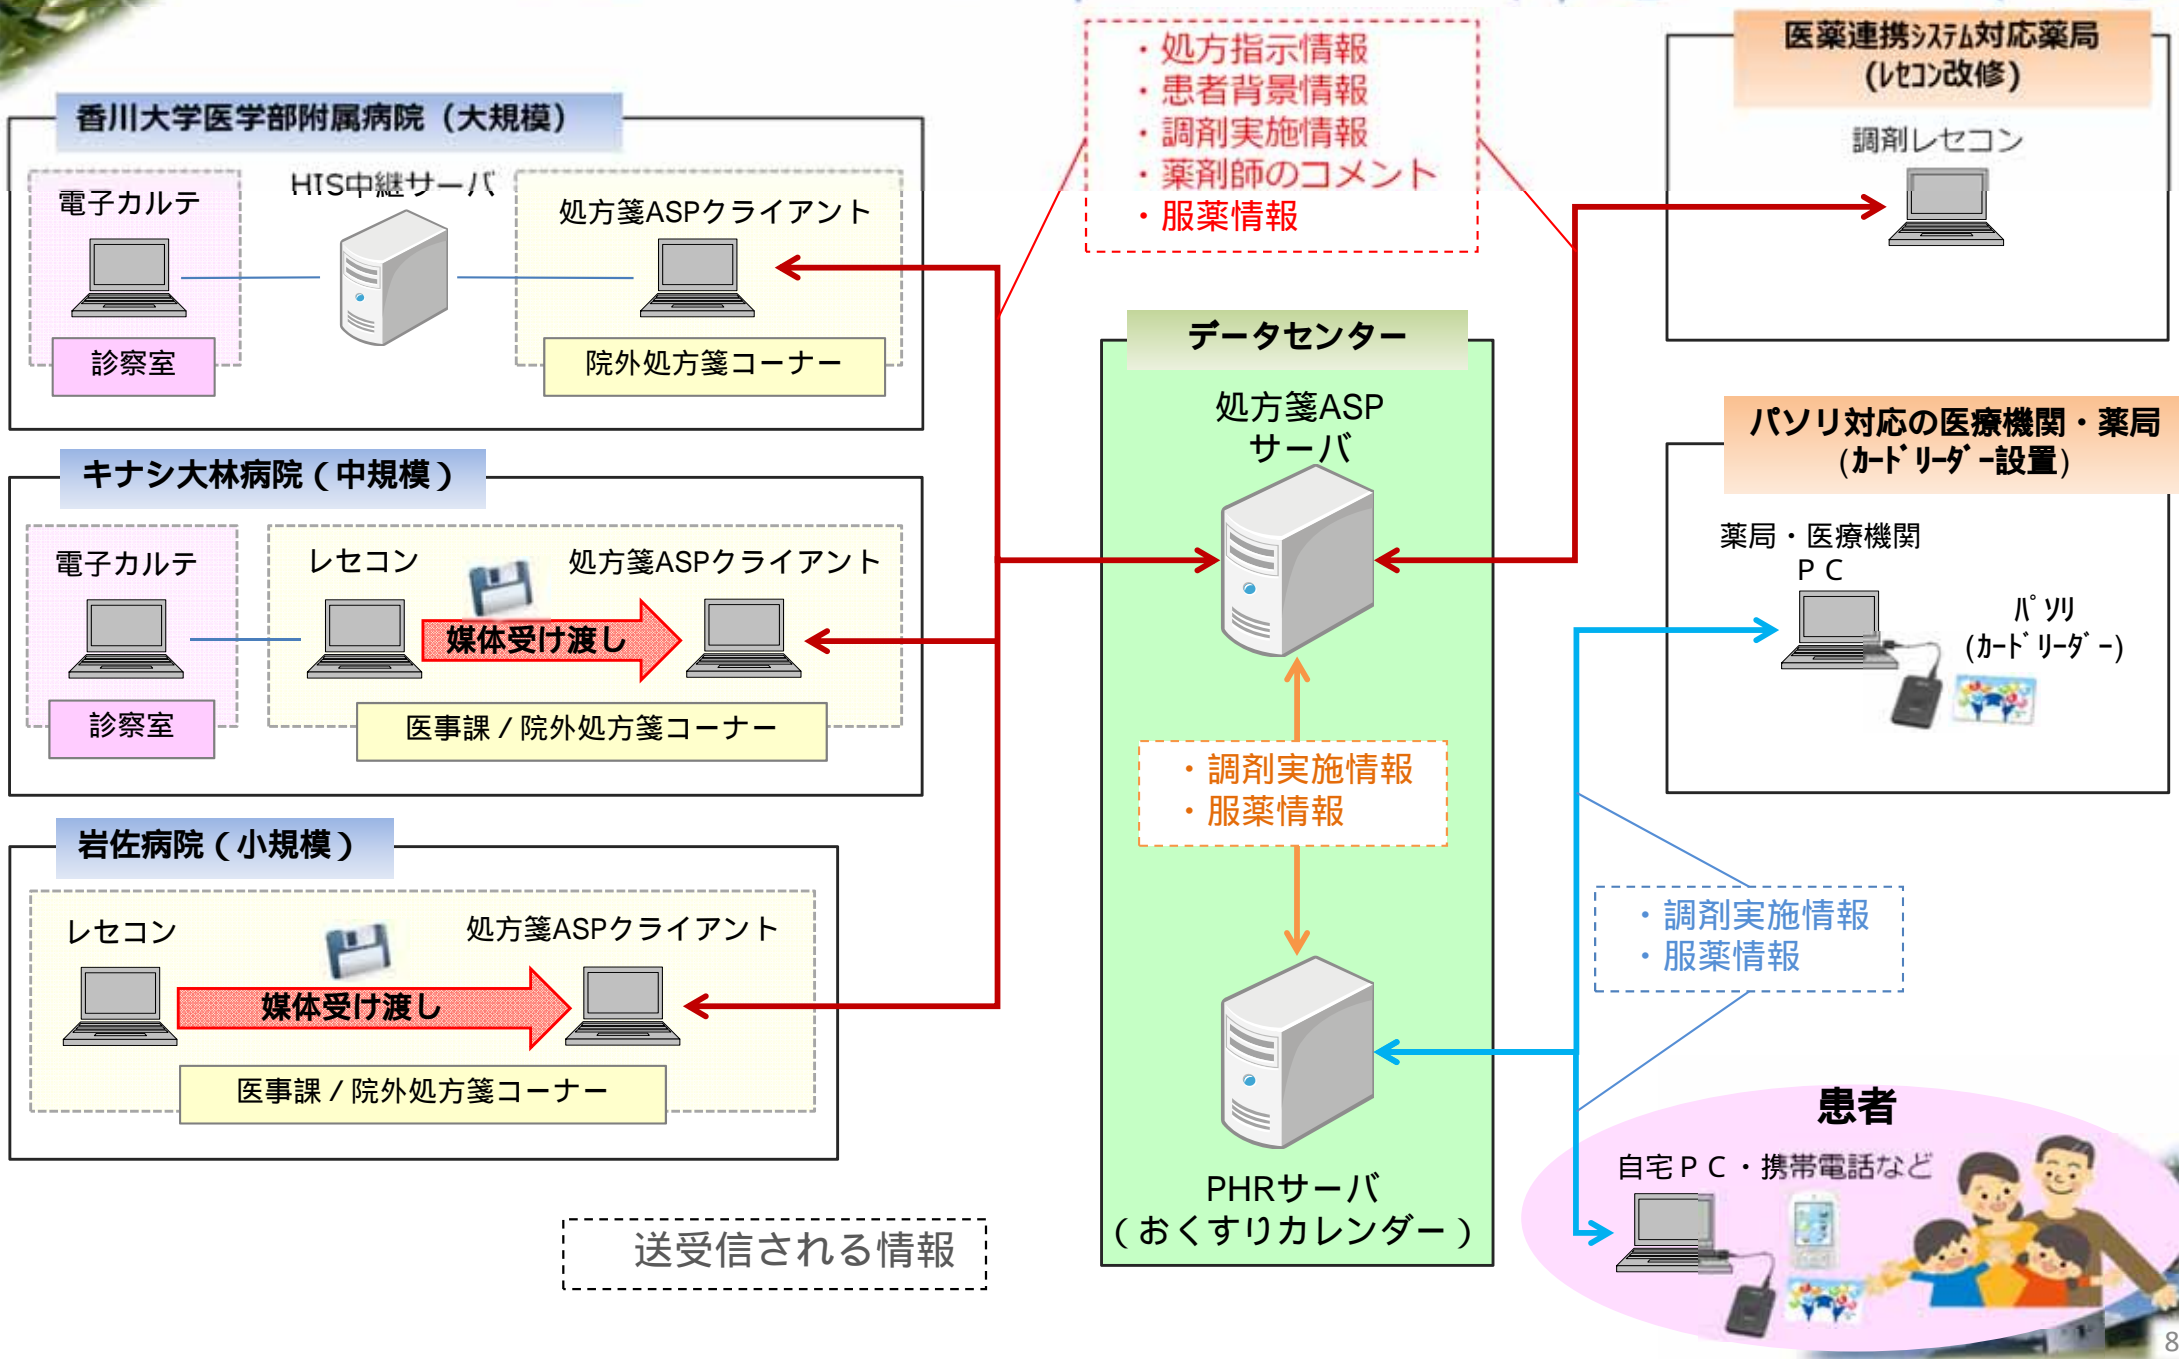 ・処方指示情報
・患者背景情報
・調剤実施情報
・薬剤師のコメント
・服薬情報
医薬連携ｼｽﾃﾑ対応薬局
(ﾚｾｺﾝ改修)
調剤レセコン
香川大学医学部附属病院（大規模）
電子カルテ
HIS中継サーバ
処方箋ASPクライアント
診察室
院外処方箋コーナー
データセンター
処方箋ASP
サーバ
パソリ対応の医療機関・薬局
(ｶｰﾄﾞﾘｰﾀﾞｰ設置)
薬局・医療機関
ＰＣ
ﾊﾟｿﾘ
(ｶｰﾄﾞﾘｰﾀﾞｰ)
キナシ大林病院（中規模）
電子カルテ
レセコン
処方箋ASPクライアント
媒体受け渡し
診察室
医事課／院外処方箋コーナー
・調剤実施情報
・服薬情報
岩佐病院（小規模）
レセコン
処方箋ASPクライアント
媒体受け渡し
医事課／院外処方箋コーナー
・調剤実施情報
・服薬情報
PHRサーバ
（おくすりカレンダー）
患者
自宅ＰＣ・携帯電話など
送受信される情報
8